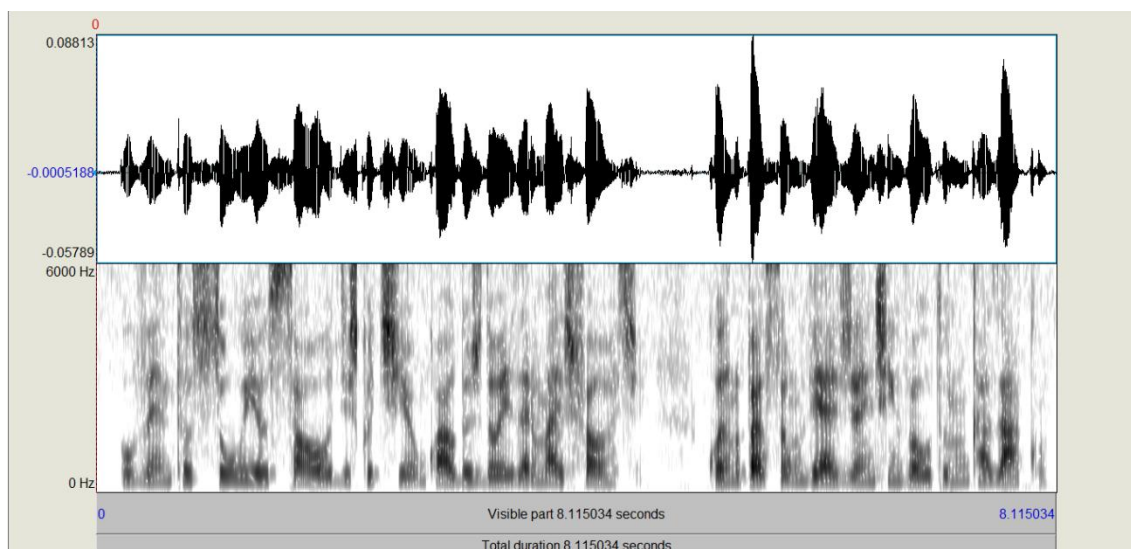 0
0.08813
-0.0005188
-0.05789
6000 Hz
0 Hz
0 Visible part 8.115034 seconds 8.115034
Total duration 8.115034 seconds